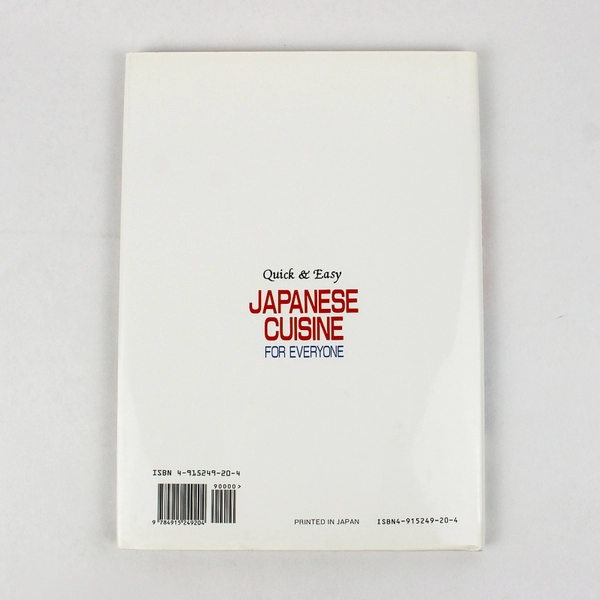 Quick & Easy
JAPANESE
CUISINE
FOR EVERYONE
ISBN 4-915249-20-4
90000>
9 784915 249204
PRINTED IN JAPAN
ISBN4-915249-20-4